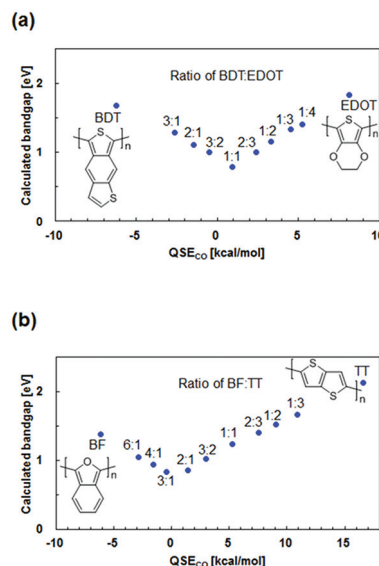 (a)
Calculated bandgap [eV]
2
1
0
Ratio of BDT:EDOT
BDT
S
n
S
3:1
2:1
3:2
1:1
2:3
1:2
1:3
1:4
EDOT
S
n
O
O
-10
-5
0
5
10
QSECO [kcal/mol]
(b)
Calculated bandgap [eV]
2
1
0
Ratio of BF:TT
BF
O
n
6:1
4:1
3:1
2:1
3:2
1:1
2:3
1:2
1:3
S
S
n
TT
-10
-5
0
5
10
15
QSECO [kcal/mol]